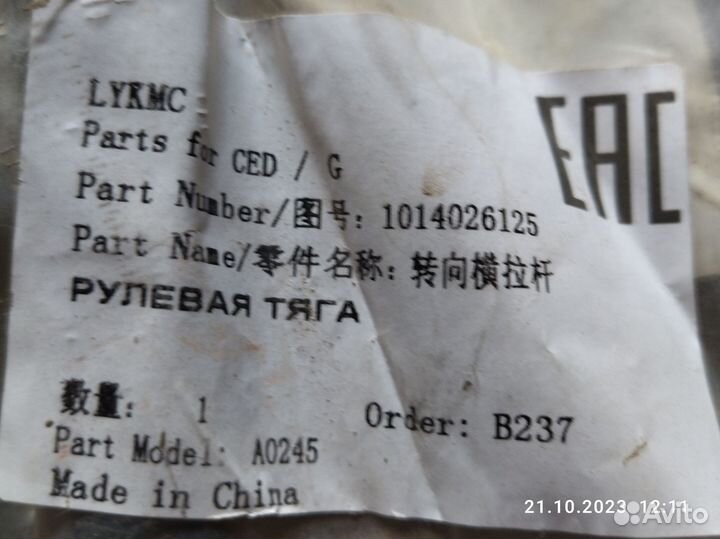 LYKMC
EAC
Parts for CED / G
Part Number/图号: 1014026125
Part Name/零件名称: 转向横拉杆
РУЛЕВАЯ ТЯГА
数量: 1
Order: B237
Part Model: A0245
Made in China
21.10.2023 12:11
Avito